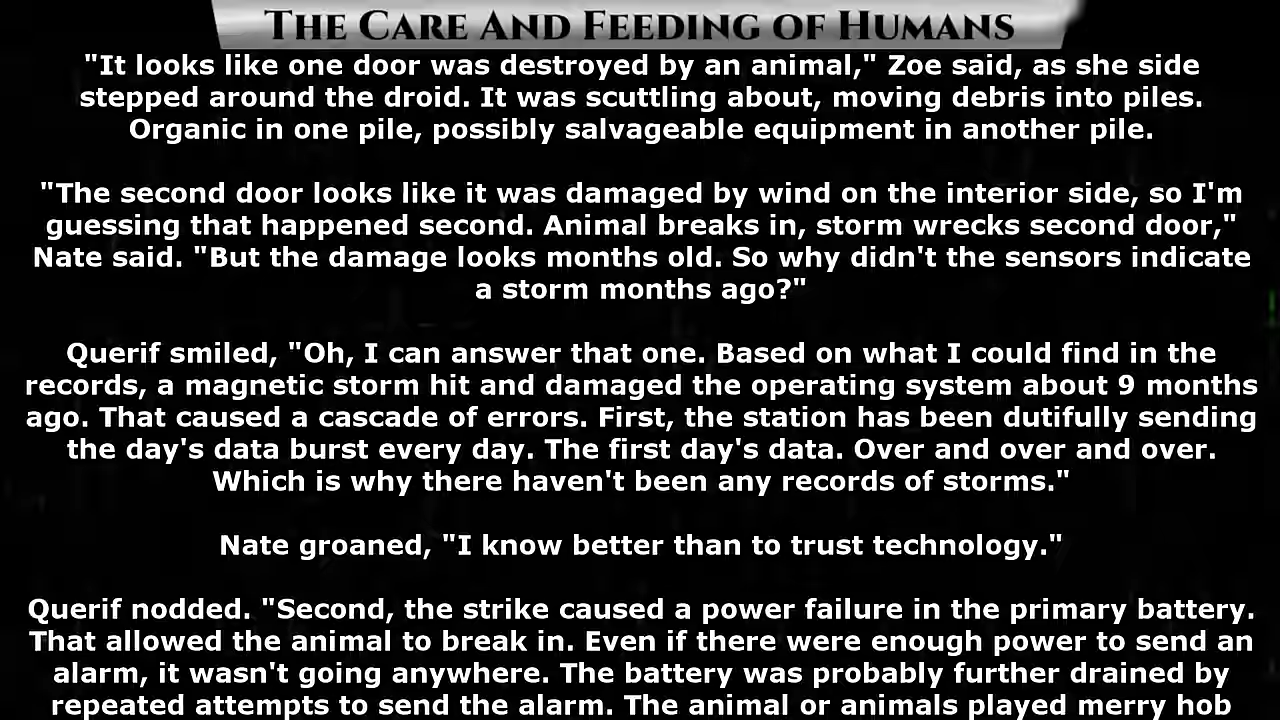 The Care And Feeding of Humans
"It looks like one door was destroyed by an animal," Zoe said, as she side
stepped around the droid. It was scuttling about, moving debris into piles.
Organic in one pile, possibly salvageable equipment in another pile.
"The second door looks like it was damaged by wind on the interior side, so I'm
guessing that happened second. Animal breaks in, storm wrecks second door,"
Nate said. "But the damage looks months old. So why didn't the sensors indicate
a storm months ago?"
Querif smiled, "Oh, I can answer that one. Based on what I could find in the
records, a magnetic storm hit and damaged the operating system about 9 months
ago. That caused a cascade of errors. First, the station has been dutifully sending
the day's data burst every day. The first day's data. Over and over and over.
Which is why there haven't been any records of storms."
Nate groaned, "I know better than to trust technology."
Querif nodded. "Second, the strike caused a power failure in the primary battery.
That allowed the animal to break in. Even if there were enough power to send an
alarm, it wasn't going anywhere. The battery was probably further drained by
repeated attempts to send the alarm. The animal or animals played merry hob